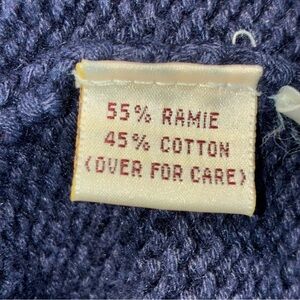 55% RAMIE
45% COTTON
(OVER FOR CARE)